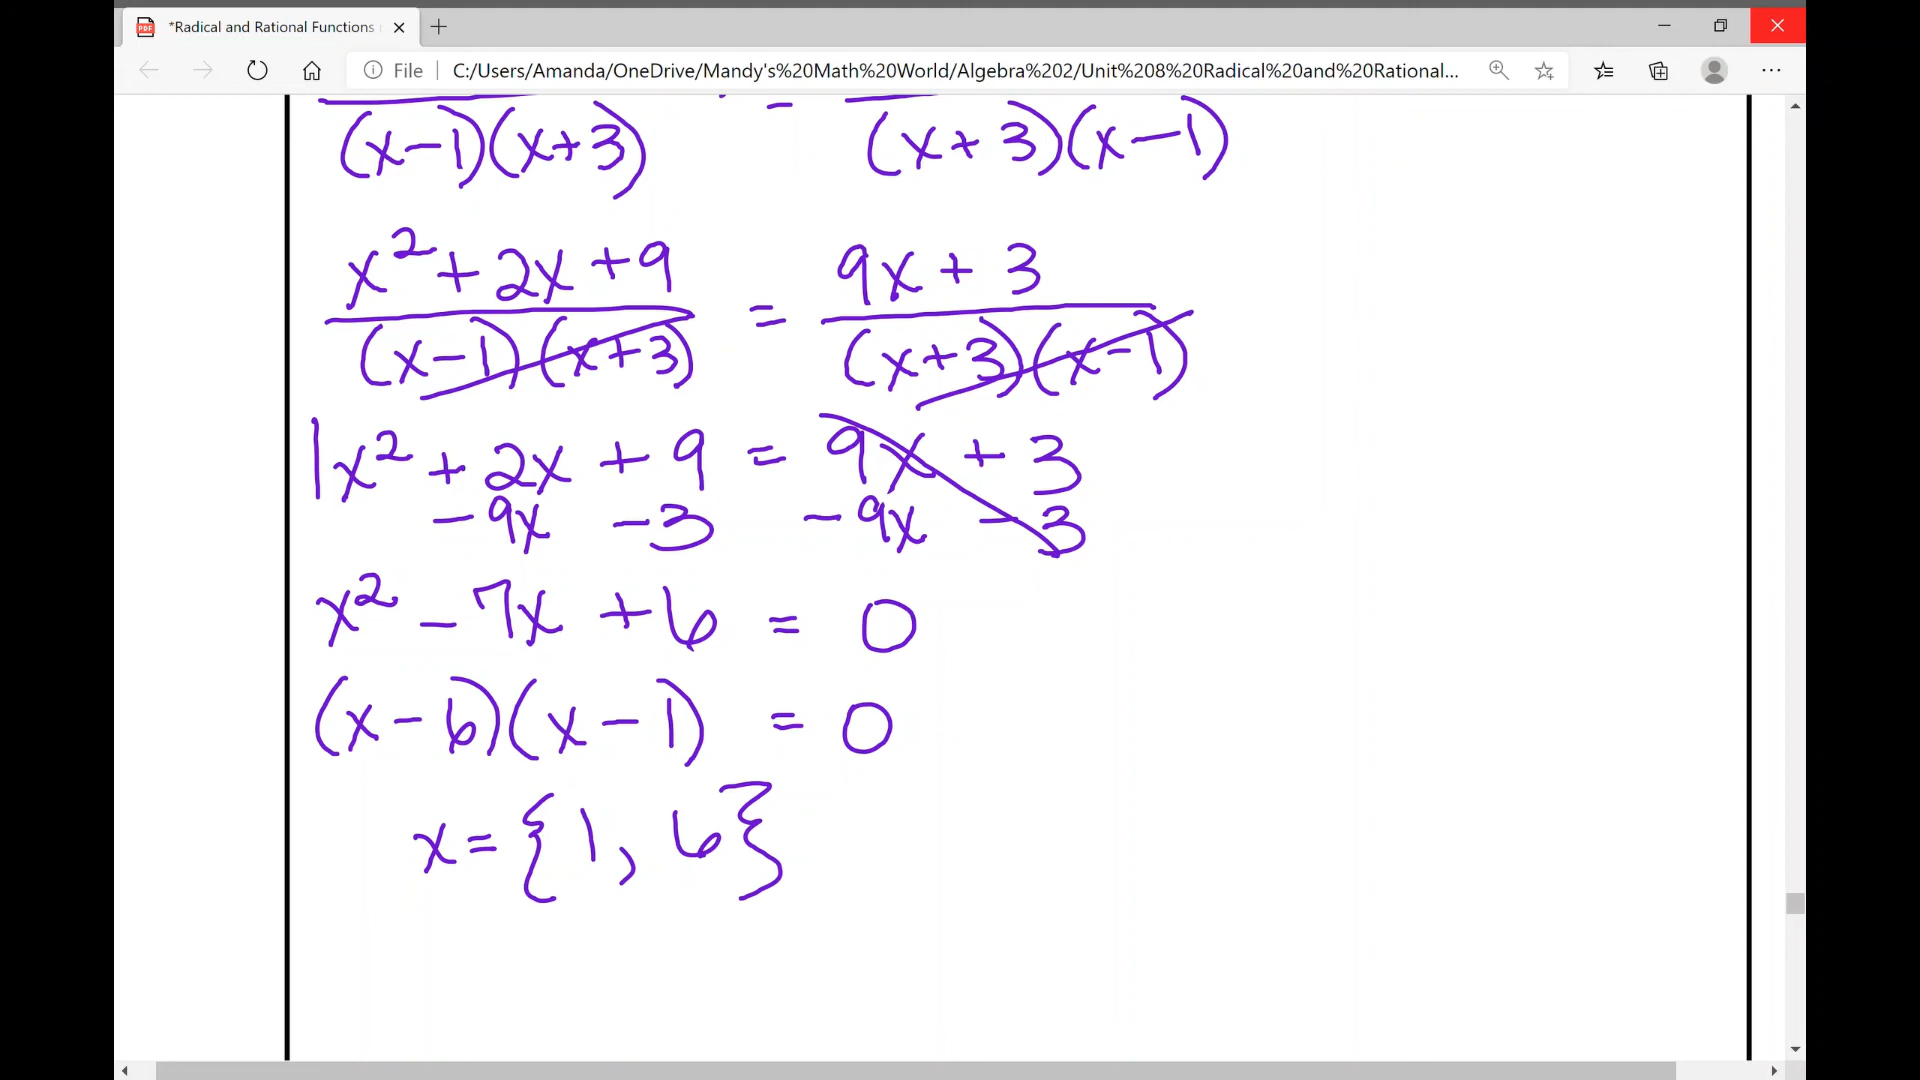 *Radical and Rational Functions
File
C:/Users/Amanda/OneDrive/Mandy's%20Math%20World/Algebra%202/Unit%208%20Radical%20and%20Rational...
(x-1)(x+3) = (x+3)(x-1)
x²+2x+9 = 9x+3
(x-1)(x+3) (x+3)(x-1)
1x²+2x+9 = 9x+3
-9x -3 -9x -3
x²-7x+6 = 0
(x-6)(x-1) = 0
x={1, 6}